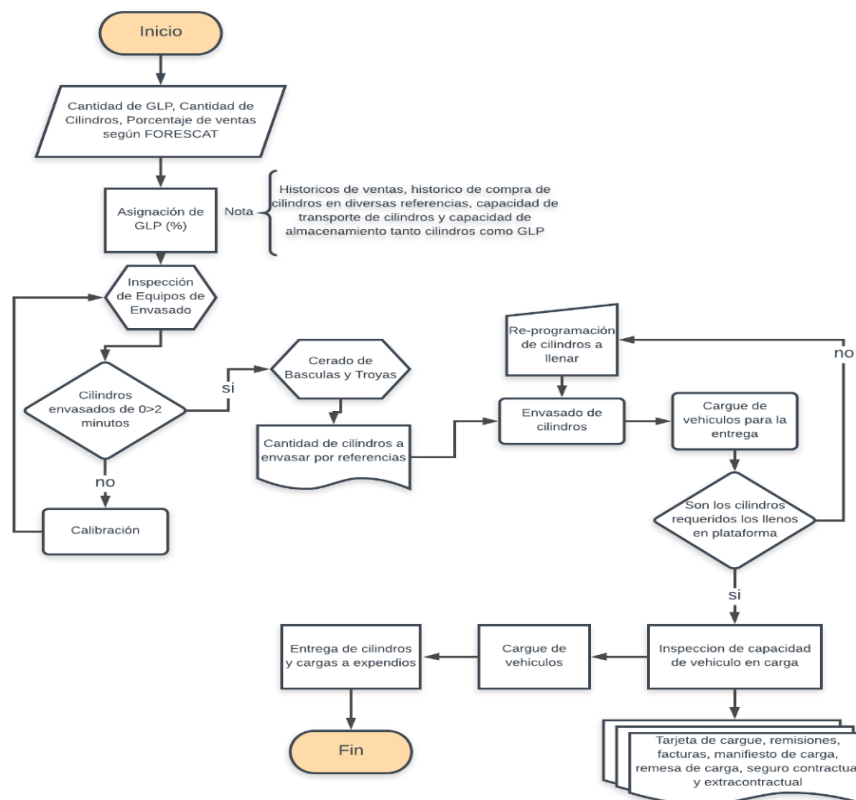 Inicio
Cantidad de GLP, Cantidad de
Cilindros, Porcentaje de ventas
según FORESCAT
Asignación de
GLP (%)
Nota
Historicos de ventas, historico de compra de
cilindros en diversas referencias, capacidad de
transporte de cilindros y capacidad de
almacenamiento tanto cilindros como GLP
Inspección
de Equipos de
Envasado
Cilindros
envasados de 0>2
minutos
si
no
Calibración
Cerado de
Basculas y Troyas
Cantidad de cilindros a
envasar por referencias
Re-programación
de cilindros a
llenar
Envasado de
cilindros
Cargue de
vehiculos para la
entrega
no
Son los cilindros
requeridos los llenos
en plataforma
si
Inspeccion de capacidad
de vehiculo en carga
Cargue de
vehiculos
Entrega de cilindros
y cargas a expendios
Fin
Tarjeta de cargue, remisiones,
facturas, manifiesto de carga,
remesa de carga, seguro contractua
y extracontractual